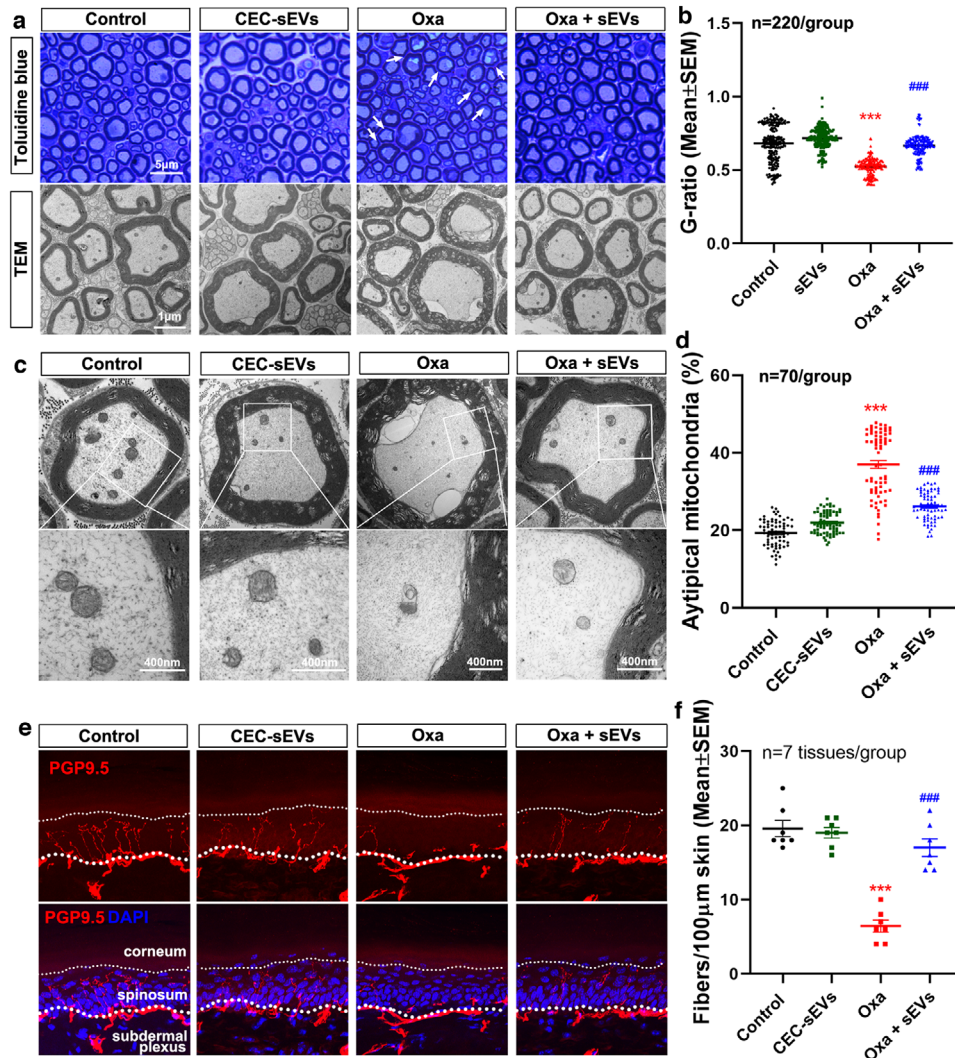 a
Control
CEC-sEVs
Oxa
Oxa + sEVs
Toluidine blue
5μm
TEM
1μm
b
n=220/group
G-ratio (Mean±SEM)
1.5
1.0
0.5
0.0
***
###
Control
sEVs
Oxa
Oxa + sEVs
c
Control
CEC-sEVs
Oxa
Oxa + sEVs
400nm
400nm
400nm
400nm
d
n=70/group
Aytipical mitochondria (%)
60
40
20
0
***
###
Control
CEC-sEVs
Oxa
Oxa + sEVs
e
Control
CEC-sEVs
Oxa
Oxa + sEVs
PGP9.5
PGP9.5 DAPI
corneum
spinosum
subdermal
plexus
f
n=7 tissues/group
Fibers/100μm skin (Mean±SEM)
30
20
10
0
***
###
Control
CEC-sEVs
Oxa
Oxa + sEVs